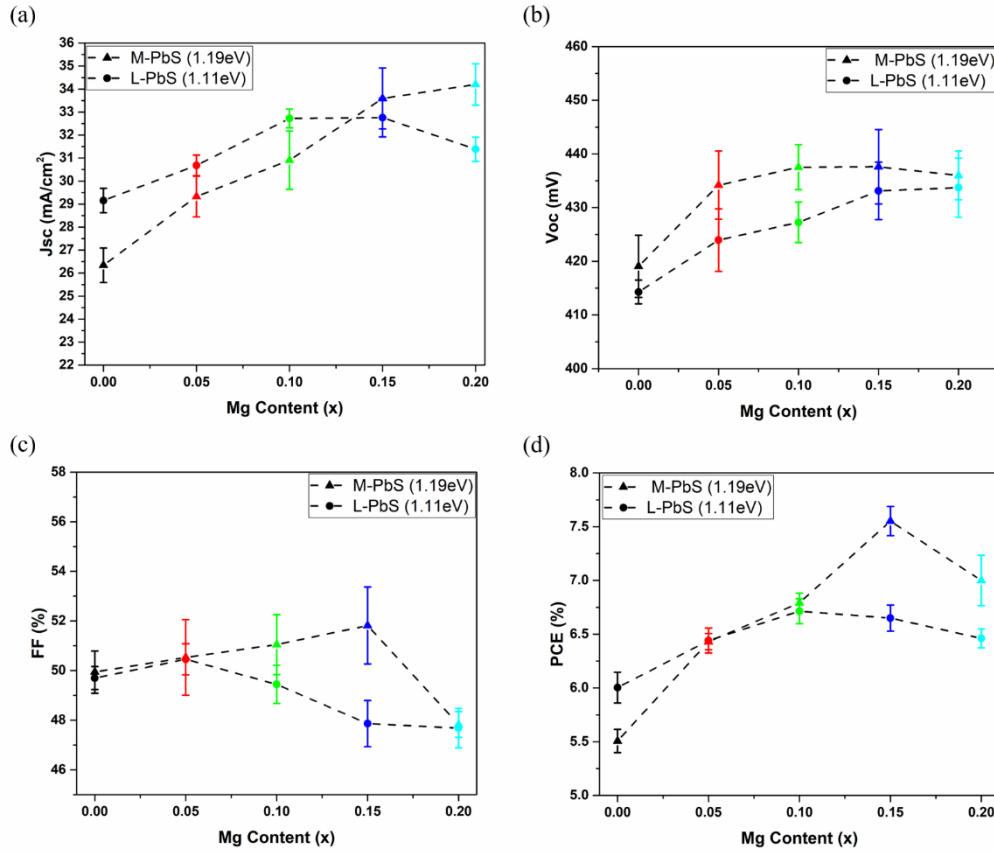 (a)
36
35
34
33
32
31
30
29
28
27
26
25
24
23
22
Jsc (mA/cm²)
M-PbS (1.19eV)
L-PbS (1.11eV)
0.00 0.05 0.10 0.15 0.20
Mg Content (x)
(b)
460
450
440
430
420
410
400
Voc (mV)
M-PbS (1.19eV)
L-PbS (1.11eV)
0.00 0.05 0.10 0.15 0.20
Mg Content (x)
(c)
58
56
54
52
50
48
46
FF (%)
M-PbS (1.19eV)
L-PbS (1.11eV)
0.00 0.05 0.10 0.15 0.20
Mg Content (x)
(d)
8.0
7.5
7.0
6.5
6.0
5.5
5.0
PCE (%)
M-PbS (1.19eV)
L-PbS (1.11eV)
0.00 0.05 0.10 0.15 0.20
Mg Content (x)